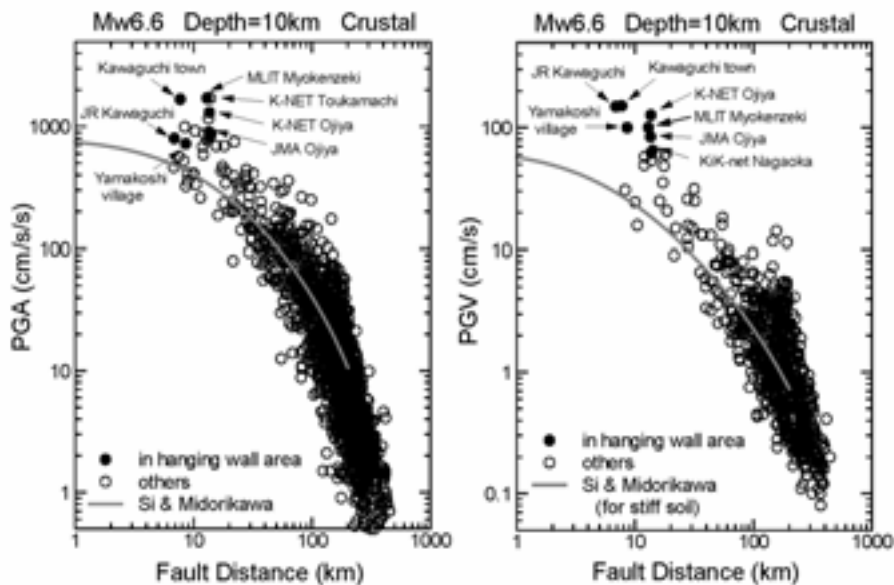 Mw6.6 Depth=10km Crustal
Kawaguchi town
MLIT Myokenzeki
K-NET Toukamachi
JR Kawaguchi
K-NET Ojiya
JMA Ojiya
Yamakoshi
village
1000
100
10
1
PGA (cm/s/s)
in hanging wall area
others
Si & Midorikawa
1 10 100 1000
Fault Distance (km)
Mw6.6 Depth=10km Crustal
JR Kawaguchi
Kawaguchi town
K-NET Ojiya
Yamakoshi
village
MLIT Myokenzeki
JMA Ojiya
KiK-net Nagaoka
100
10
1
0.1
PGV (cm/s)
in hanging wall area
others
Si & Midorikawa
(for stiff soil)
1 10 100 1000
Fault Distance (km)